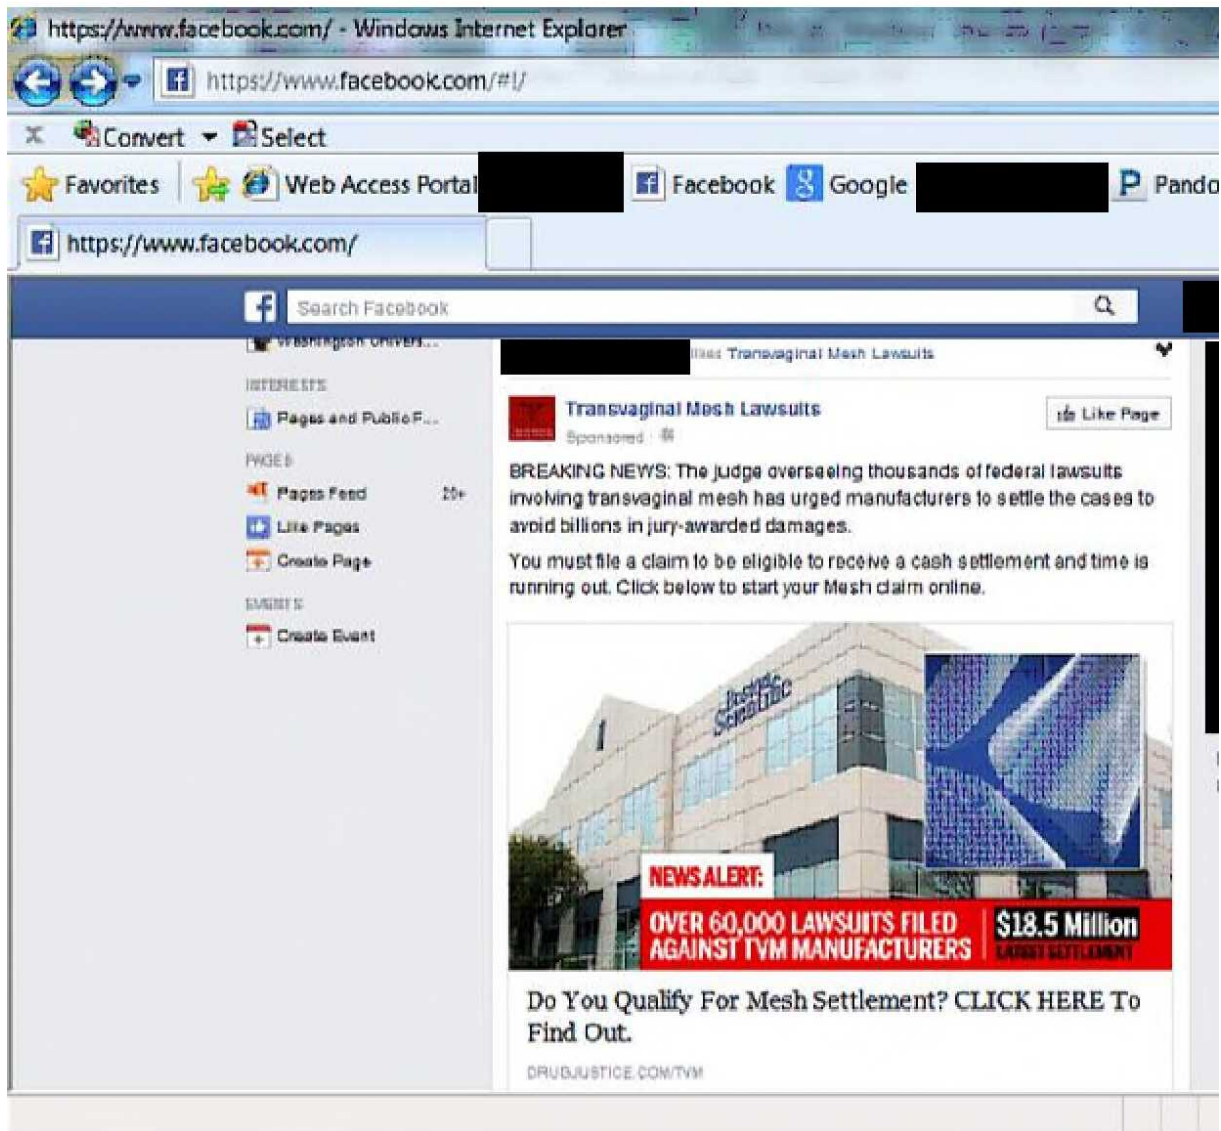 https://www.facebook.com/ - Windows Internet Explorer
https://www.facebook.com/#!/
x Convert Select
Favorites Web Access Portal Facebook Google Pando
https://www.facebook.com/
Search Facebook
Washington Univers...
INTERESTS
Pages and Public F...
PAGES
Pages Feed 20+
Like Pages
Create Page
EVENTS
Create Event
likes Transvaginal Mesh Lawsuits
Transvaginal Mesh Lawsuits
Like Page
Sponsored ·
BREAKING NEWS: The judge overseeing thousands of federal lawsuits
involving transvaginal mesh has urged manufacturers to settle the cases to
avoid billions in jury-awarded damages.
You must file a claim to be eligible to receive a cash settlement and time is
running out. Click below to start your Mesh claim online.
Boston
Scientific
NEWS ALERT:
OVER 60,000 LAWSUITS FILED
AGAINST TVM MANUFACTURERS
$18.5 Million
LATEST SETTLEMENT
Do You Qualify For Mesh Settlement? CLICK HERE To
Find Out.
DRUGJUSTICE.COM/TVM